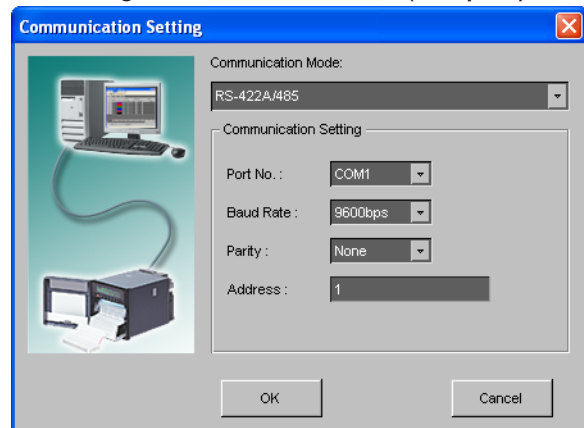 Communication Setting
Communication Mode:
RS-422A/485
Communication Setting
Port No. : COM1
Baud Rate : 9600bps
Parity : None
Address : 1
OK Cancel